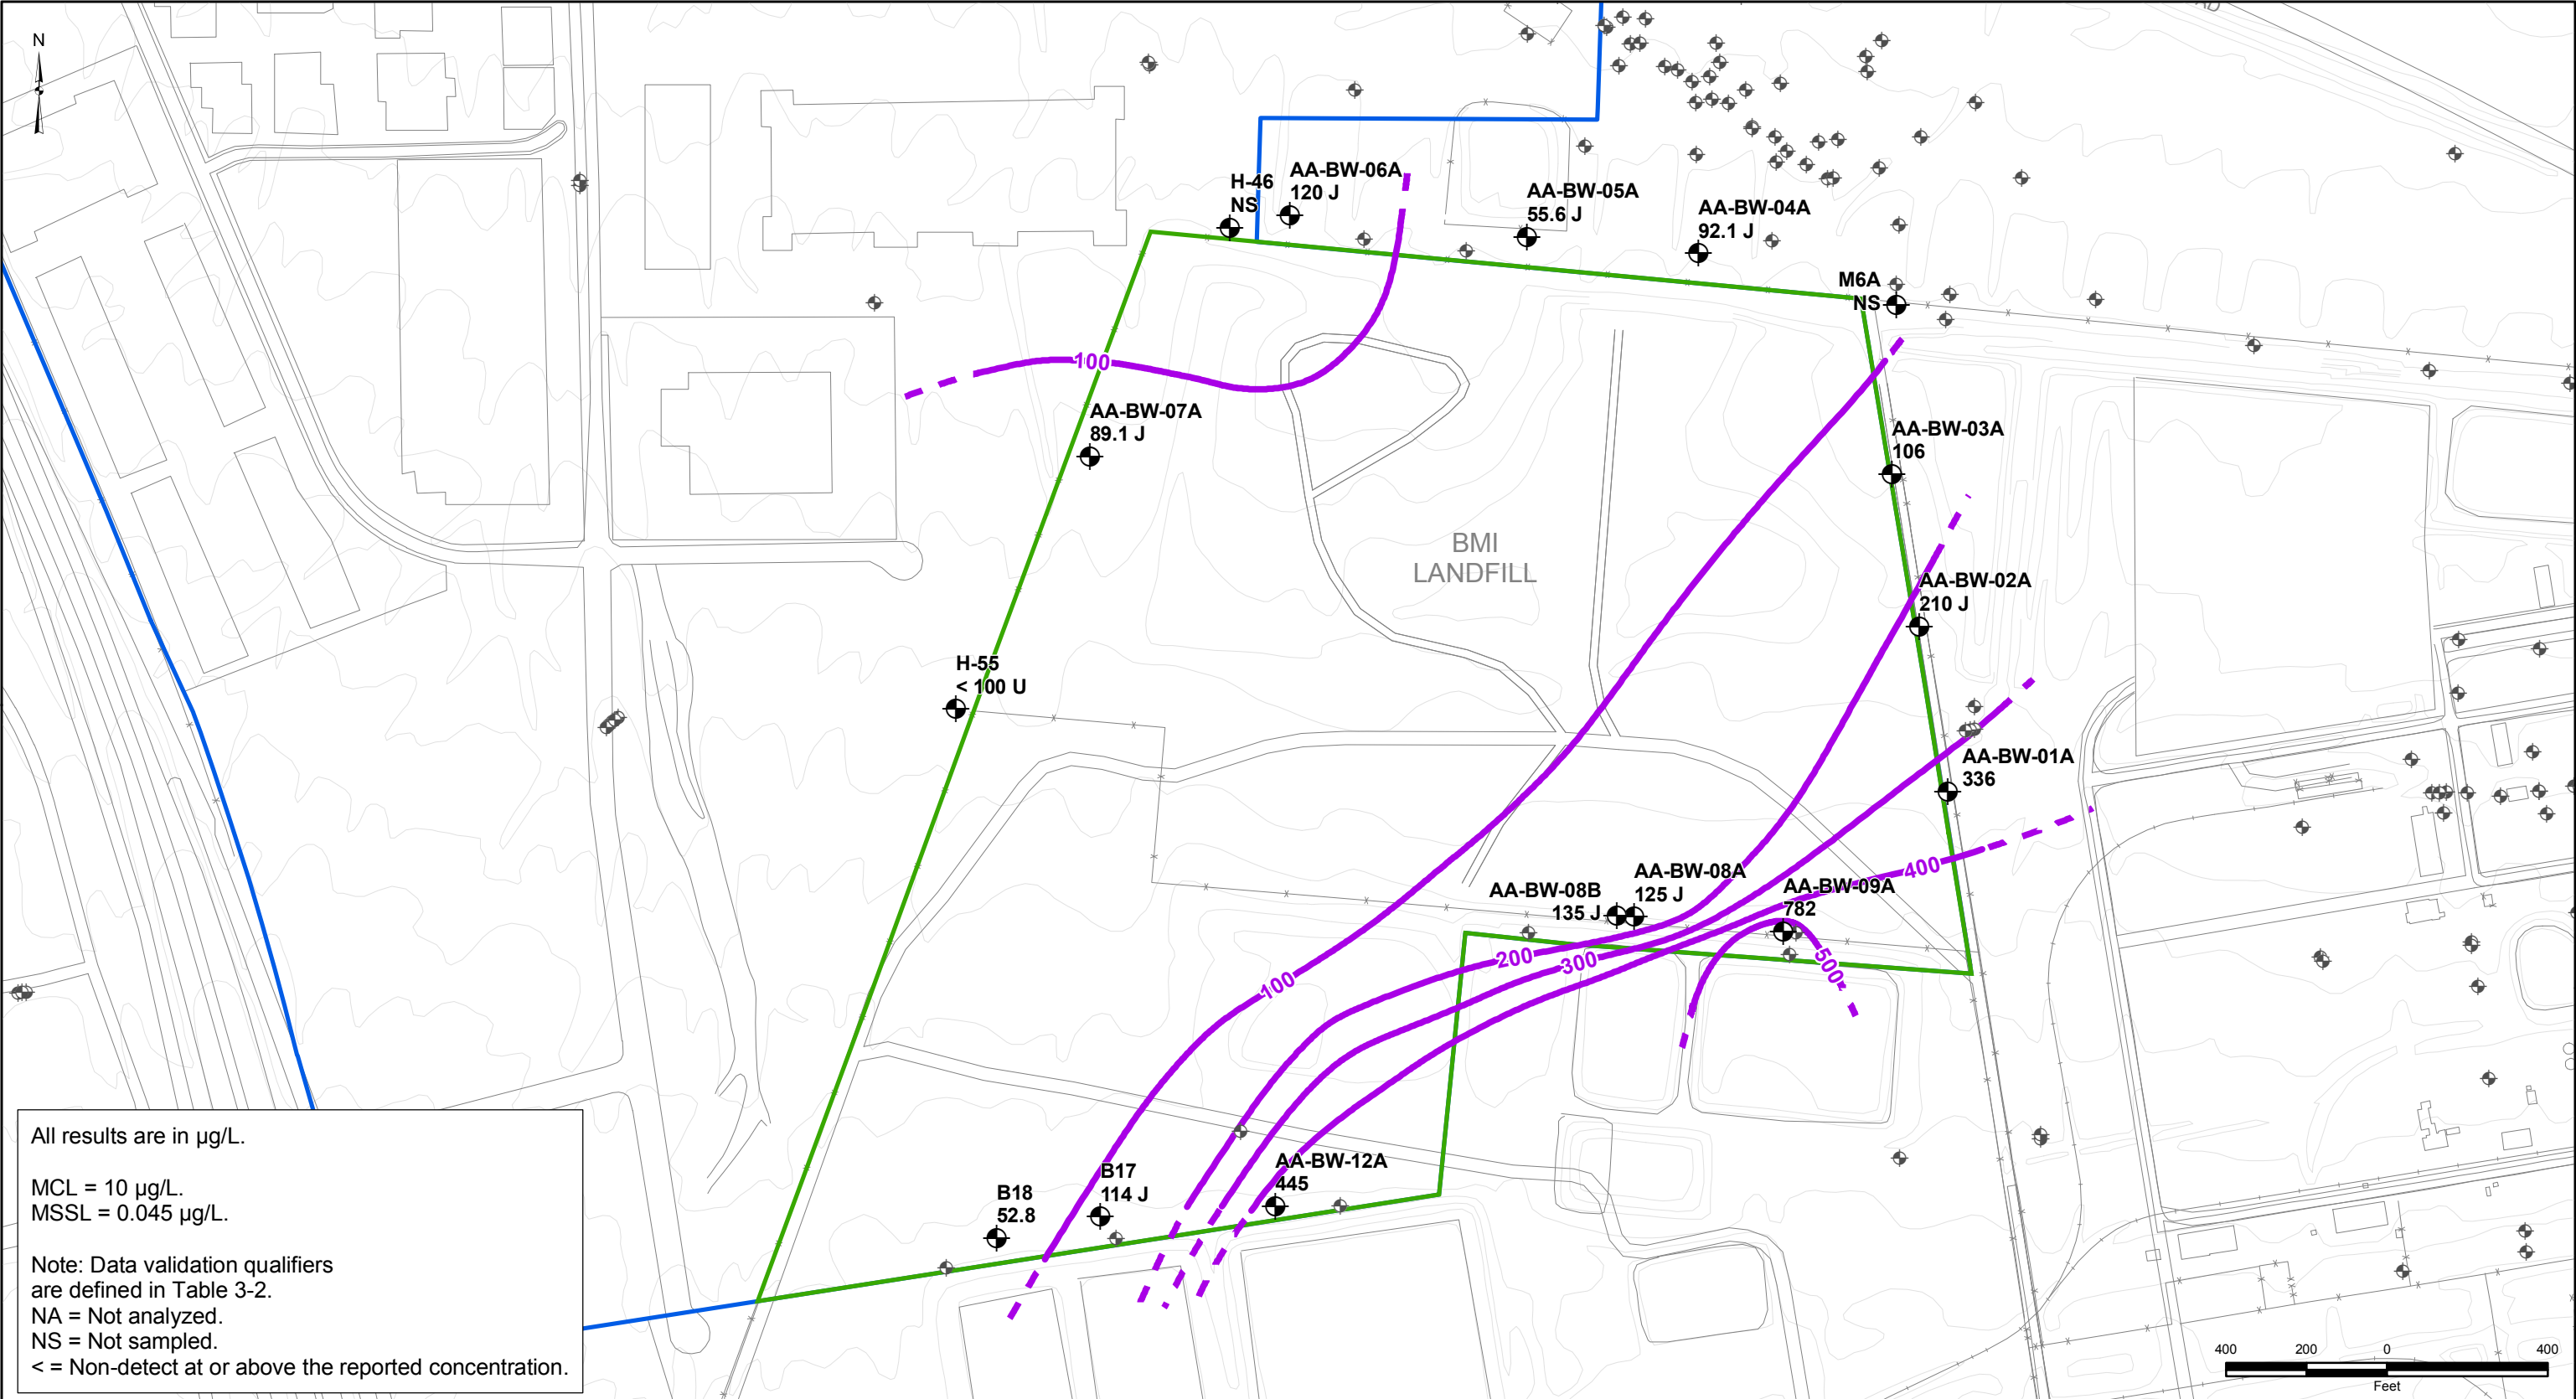 N
H-46
NS
AA-BW-06A
120 J
AA-BW-05A
55.6 J
AA-BW-04A
92.1 J
M6A
NS
100
AA-BW-07A
89.1 J
AA-BW-03A
106
BMI
LANDFILL
AA-BW-02A
210 J
H-55
< 100 U
AA-BW-01A
336
AA-BW-08B
135 J
AA-BW-08A
125 J
AA-BW-09A
782
400
500
200
300
100
AA-BW-12A
445
B17
114 J
B18
52.8
All results are in µg/L.
MCL = 10 µg/L.
MSSL = 0.045 µg/L.
Note: Data validation qualifiers
are defined in Table 3-2.
NA = Not analyzed.
NS = Not sampled.
< = Non-detect at or above the reported concentration.
400 200 0 400
Feet